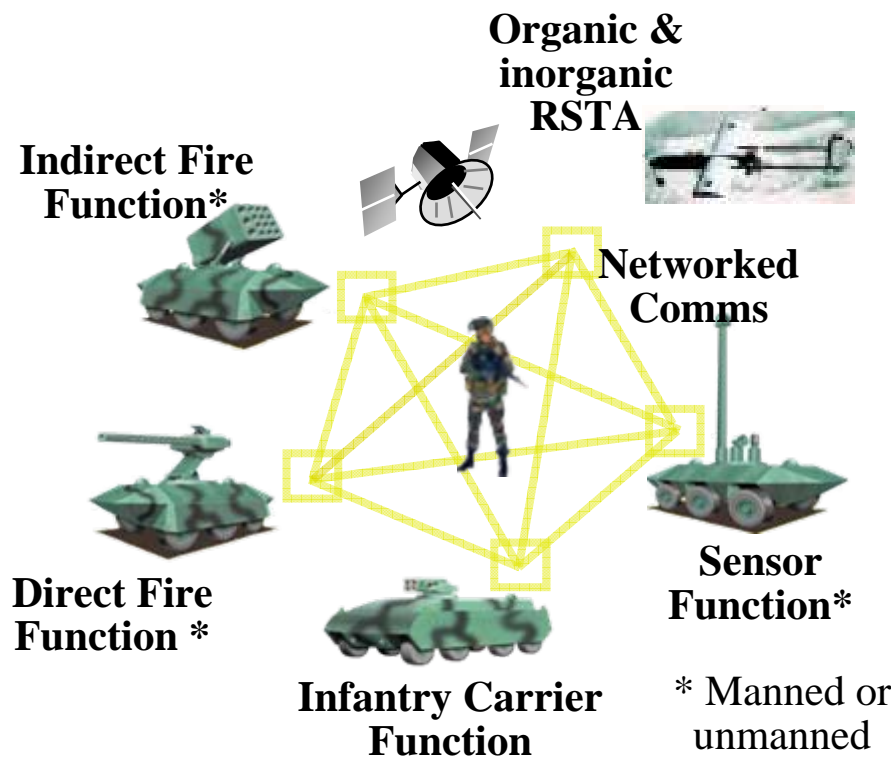 Organic &
inorganic
RSTA
Indirect Fire
Function*
Networked
Comms
Direct Fire
Function *
Sensor
Function*
Infantry Carrier
Function
* Manned or
unmanned